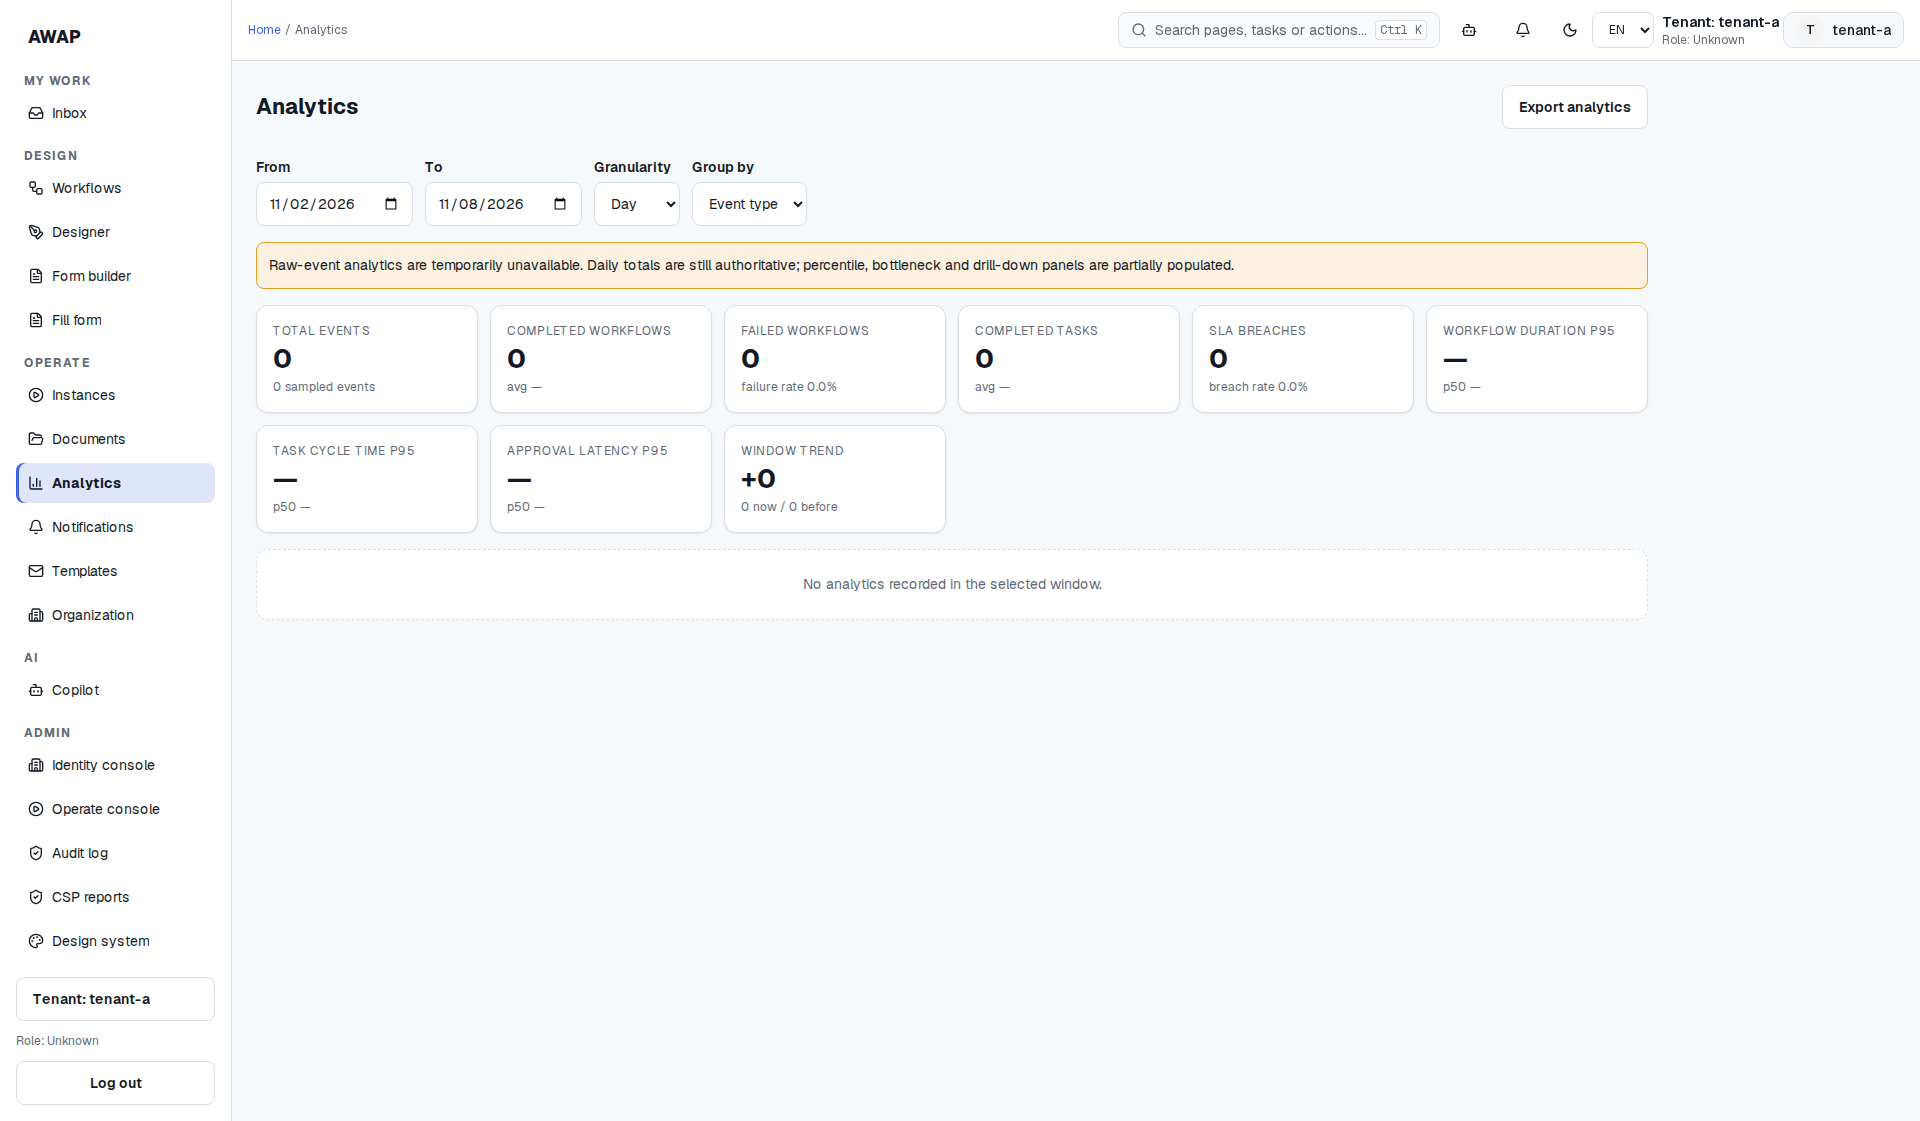 AWAP
MY WORK
Inbox
DESIGN
Workflows
Designer
Form builder
Fill form
OPERATE
Instances
Documents
Analytics
Notifications
Templates
Organization
AI
Copilot
ADMIN
Identity console
Operate console
Audit log
CSP reports
Design system
Tenant: tenant-a
Role: Unknown
Log out
Home / Analytics
Search pages, tasks or actions... Ctrl K
EN
Tenant: tenant-a
Role: Unknown
T tenant-a
Analytics
Export analytics
From To Granularity Group by
11/02/2026 11/08/2026 Day Event type
Raw-event analytics are temporarily unavailable. Daily totals are still authoritative; percentile, bottleneck and drill-down panels are partially populated.
TOTAL EVENTS
0
0 sampled events
COMPLETED WORKFLOWS
0
avg —
FAILED WORKFLOWS
0
failure rate 0.0%
COMPLETED TASKS
0
avg —
SLA BREACHES
0
breach rate 0.0%
WORKFLOW DURATION P95
—
p50 —
TASK CYCLE TIME P95
—
p50 —
APPROVAL LATENCY P95
—
p50 —
WINDOW TREND
+0
0 now / 0 before
No analytics recorded in the selected window.